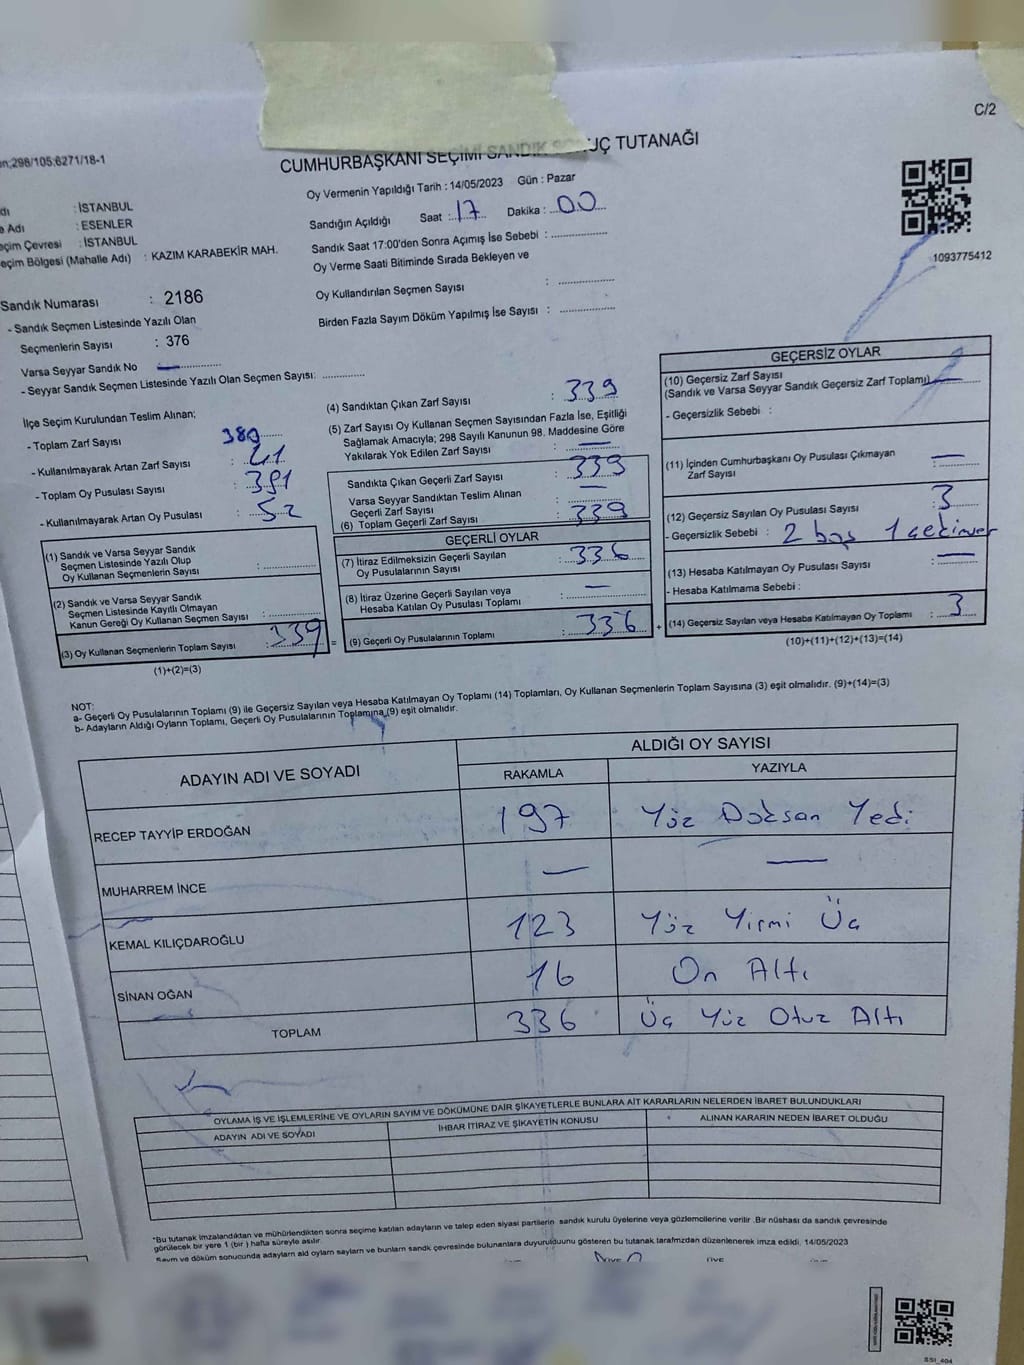 C/2
298/105;6271/18-1
CUMHURBAŞKANI SEÇİMİ SANDIK TUTANAĞI
Oy Vermenin Yapıldığı Tarih : 14/05/2023 Gün : Pazar
: İSTANBUL
Adı : ESENLER
Çevresi : İSTANBUL
Bölgesi (Mahalle Adı) : KAZIM KARABEKİR MAH.
Sandığın Açıldığı Saat : 17 Dakika : 00
Sandık Saat 17:00'den Sonra Açımış İse Sebebi :
Oy Verme Saati Bitiminde Sırada Bekleyen ve
Oy Kullandırılan Seçmen Sayısı :
Birden Fazla Sayım Döküm Yapılmış İse Sayısı :
1093775412
Sandık Numarası : 2186
- Sandık Seçmen Listesinde Yazılı Olan
Seçmenlerin Sayısı : 376
Varsa Seyyar Sandık No —
- Seyyar Sandık Seçmen Listesinde Yazılı Olan Seçmen Sayısı:
İlçe Seçim Kurulundan Teslim Alınan;
- Toplam Zarf Sayısı 380
- Kullanılmayarak Artan Zarf Sayısı : 41
- Toplam Oy Pusulası Sayısı : 391
- Kullanılmayarak Artan Oy Pusulası : 52
(1) Sandık ve Varsa Seyyar Sandık
Seçmen Listesinde Yazılı Olup
Oy Kullanan Seçmenlerin Sayısı :
(2) Sandık ve Varsa Seyyar Sandık
Seçmen Listesinde Kayıtlı Olmayan
Kanun Gereği Oy Kullanan Seçmen Sayısı :
(3) Oy Kullanan Seçmenlerin Toplam Sayısı : 339 =
(1)+(2)=(3)
(4) Sandıktan Çıkan Zarf Sayısı : 339
(5) Zarf Sayısı Oy Kullanan Seçmen Sayısından Fazla İse, Eşitliği
Sağlamak Amacıyla; 298 Sayılı Kanunun 98. Maddesine Göre
Yakılarak Yok Edilen Zarf Sayısı : —
Sandıkta Çıkan Geçerli Zarf Sayısı : 339
Varsa Seyyar Sandıktan Teslim Alınan
Geçerli Zarf Sayısı : —
(6) Toplam Geçerli Zarf Sayısı : 339
GEÇERLİ OYLAR
(7) İtiraz Edilmeksizin Geçerli Sayılan
Oy Pusulalarının Sayısı : 336
(8) İtiraz Üzerine Geçerli Sayılan veya
Hesaba Katılan Oy Pusulası Toplamı : —
(9) Geçerli Oy Pusulalarının Toplamı : 336 +
GEÇERSİZ OYLAR
(10) Geçersiz Zarf Sayısı
(Sandık ve Varsa Seyyar Sandık Geçersiz Zarf Toplamı) —
- Geçersizlik Sebebi :
(11) İçinden Cumhurbaşkanı Oy Pusulası Çıkmayan
Zarf Sayısı : —
(12) Geçersiz Sayılan Oy Pusulası Sayısı : 3
- Geçersizlik Sebebi : 2 boş 1
(13) Hesaba Katılmayan Oy Pusulası Sayısı : —
- Hesaba Katılmama Sebebi :
(14) Geçersiz Sayılan veya Hesaba Katılmayan Oy Toplamı : 3
(10)+(11)+(12)+(13)=(14)
NOT:
a- Geçerli Oy Pusulalarının Toplamı (9) ile Geçersiz Sayılan veya Hesaba Katılmayan Oy Toplamı (14) Toplamları, Oy Kullanan Seçmenlerin Toplam Sayısına (3) eşit olmalıdır. (9)+(14)=(3)
b- Adayların Aldığı Oyların Toplamı, Geçerli Oy Pusulalarının Toplamına (9) eşit olmalıdır.
ADAYIN ADI VE SOYADI ALDIĞI OY SAYISI
RAKAMLA YAZIYLA
RECEP TAYYİP ERDOĞAN 197 Yüz Doksan Yedi
MUHARREM İNCE — —
KEMAL KILIÇDAROĞLU 123 Yüz Yirmi Üç
SİNAN OĞAN 16 On Altı
TOPLAM 336 Üç Yüz Otuz Altı
OYLAMA İŞ VE İŞLEMLERİNE VE OYLARIN SAYIM VE DÖKÜMÜNE DAİR ŞİKAYETLERLE BUNLARA AİT KARARLARIN NELERDEN İBARET BULUNDUKLARI
ADAYIN ADI VE SOYADI İHBAR İTİRAZ VE ŞİKAYETİN KONUSU ALINAN KARARIN NEDEN İBARET OLDUĞU
*Bu tutanak imzalandıktan ve mühürlendikten sonra seçime katılan adayların ve talep eden siyasi partilerin sandık kurulu üyelerine veya gözlemcilerine verilir .Bir nüshası da sandık çevresinde
görülecek bir yere 1 (bir ) hafta süreyle asılır.
Sayım ve döküm sonucunda adayların ald oyların sayların ve bunların sandk çevresinde bulunanlara duyurulduunu gösteren bu tutanak tarafmzdan düzenlenerek imza edildi. 14/05/2023